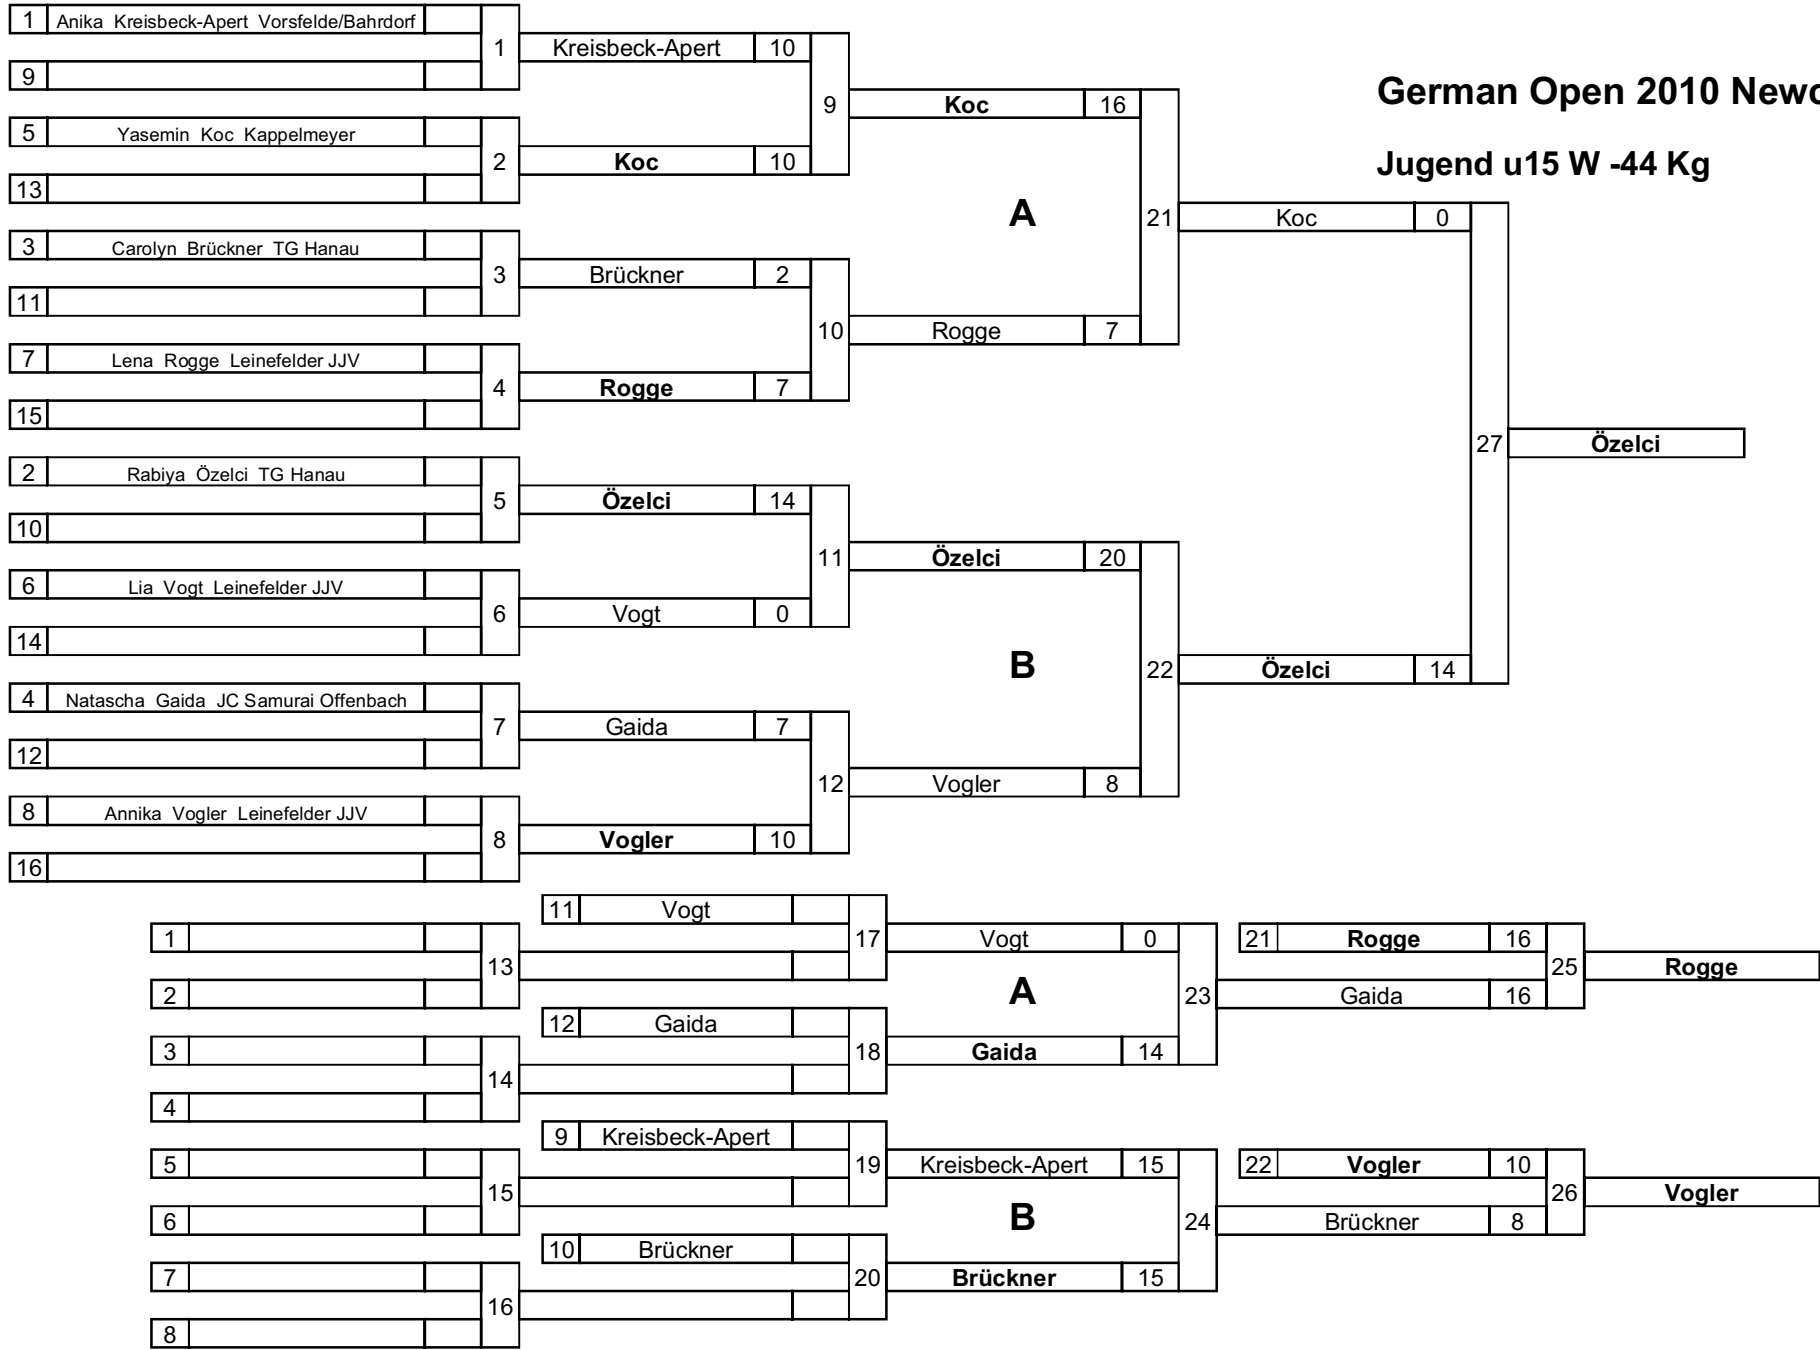 German Open 2010 Newc
Jugend u15 W -44 Kg
1 Anika Kreisbeck-Apert Vorsfelde/Bahrdorf
9
1
5 Yasemin Koc Kappelmeyer
13
2
3 Carolyn Brückner TG Hanau
11
3
7 Lena Rogge Leinefelder JJV
15
4
2 Rabiya Özelci TG Hanau
10
5
6 Lia Vogt Leinefelder JJV
14
6
4 Natascha Gaida JC Samurai Offenbach
12
7
8 Annika Vogler Leinefelder JJV
16
8
Kreisbeck-Apert 10
Koc 10
9
Brückner 2
Rogge 7
10
Özelci 14
Vogt 0
11
Gaida 7
Vogler 10
12
Koc 16
A
Rogge 7
21
Özelci 20
B
Vogler 8
22
Koc 0
Özelci 14
27
Özelci
1
2
13
3
4
14
5
6
15
7
8
16
11 Vogt
17
12 Gaida
18
9 Kreisbeck-Apert
19
10 Brückner
20
Vogt 0
A
Gaida 14
23
Kreisbeck-Apert 15
B
Brückner 15
24
21 Rogge 16
Gaida 16
25
Rogge
22 Vogler 10
Brückner 8
26
Vogler